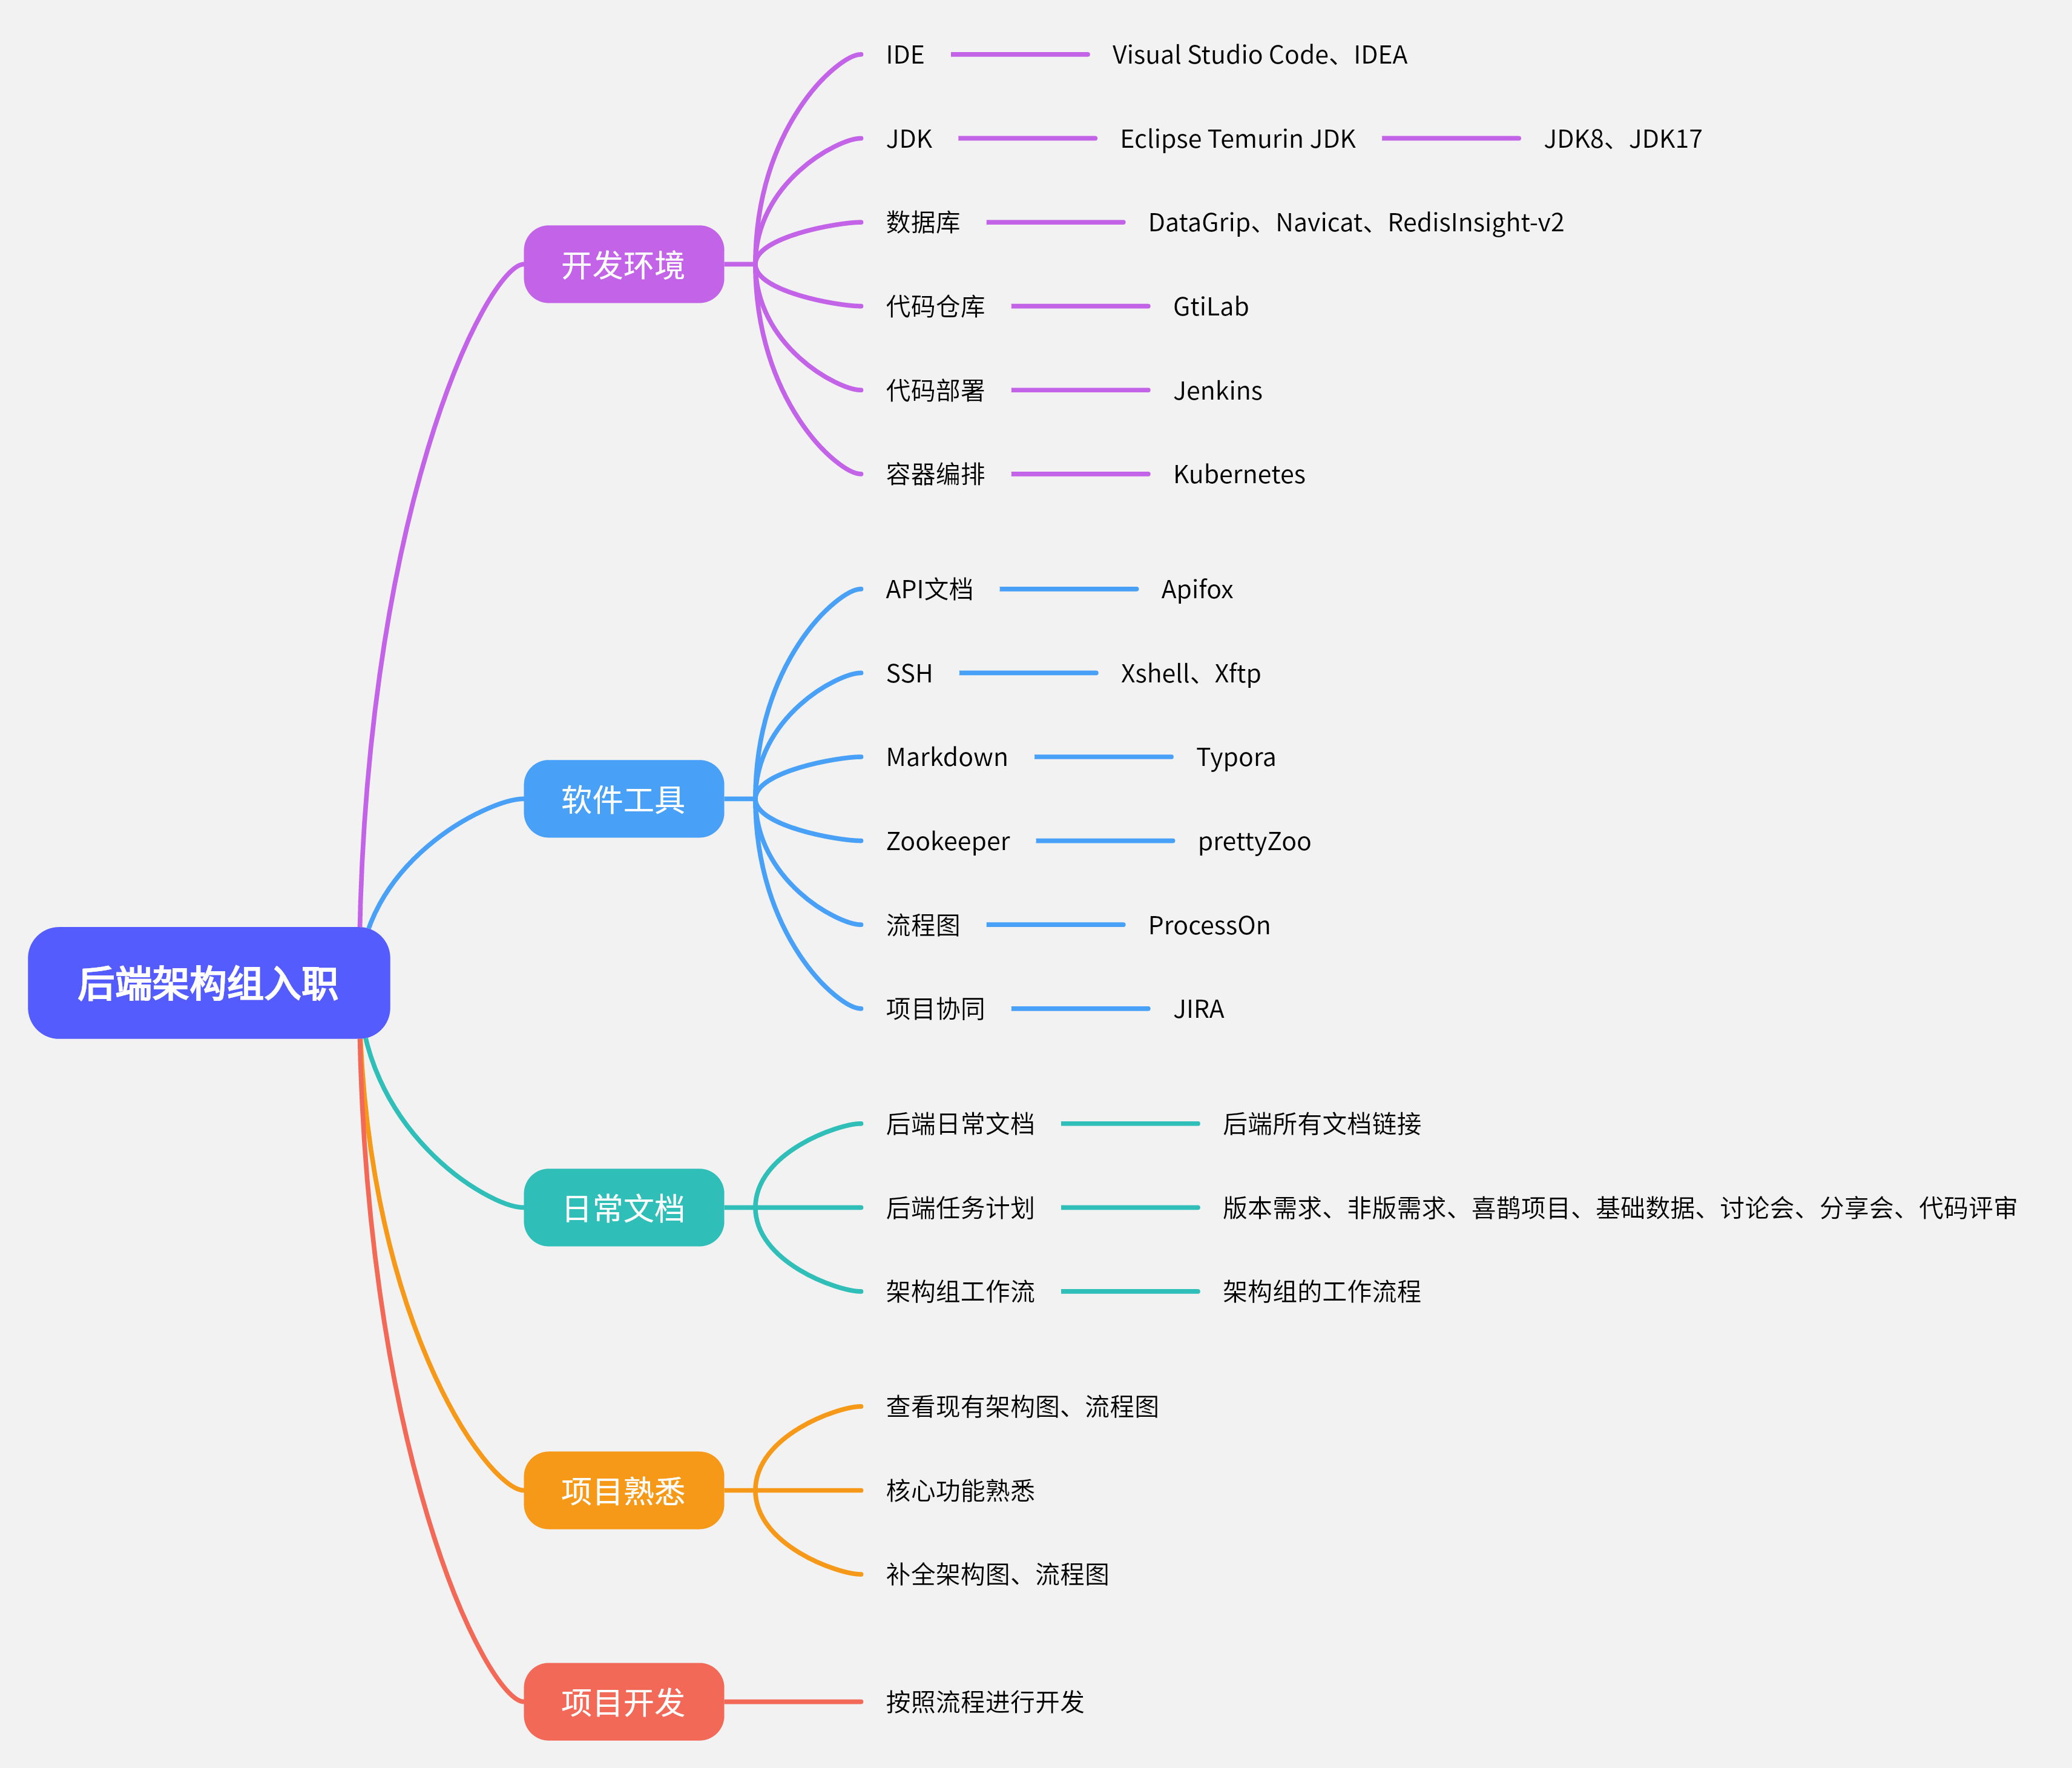 后端架构组入职
开发环境
IDE
Visual Studio Code、IDEA
JDK
Eclipse Temurin JDK
JDK8、JDK17
数据库
DataGrip、Navicat、RedisInsight-v2
代码仓库
GtiLab
代码部署
Jenkins
容器编排
Kubernetes
软件工具
API文档
Apifox
SSH
Xshell、Xftp
Markdown
Typora
Zookeeper
prettyZoo
流程图
ProcessOn
项目协同
JIRA
日常文档
后端日常文档
后端所有文档链接
后端任务计划
版本需求、非版需求、喜鹊项目、基础数据、讨论会、分享会、代码评审
架构组工作流
架构组的工作流程
项目熟悉
查看现有架构图、流程图
核心功能熟悉
补全架构图、流程图
项目开发
按照流程进行开发